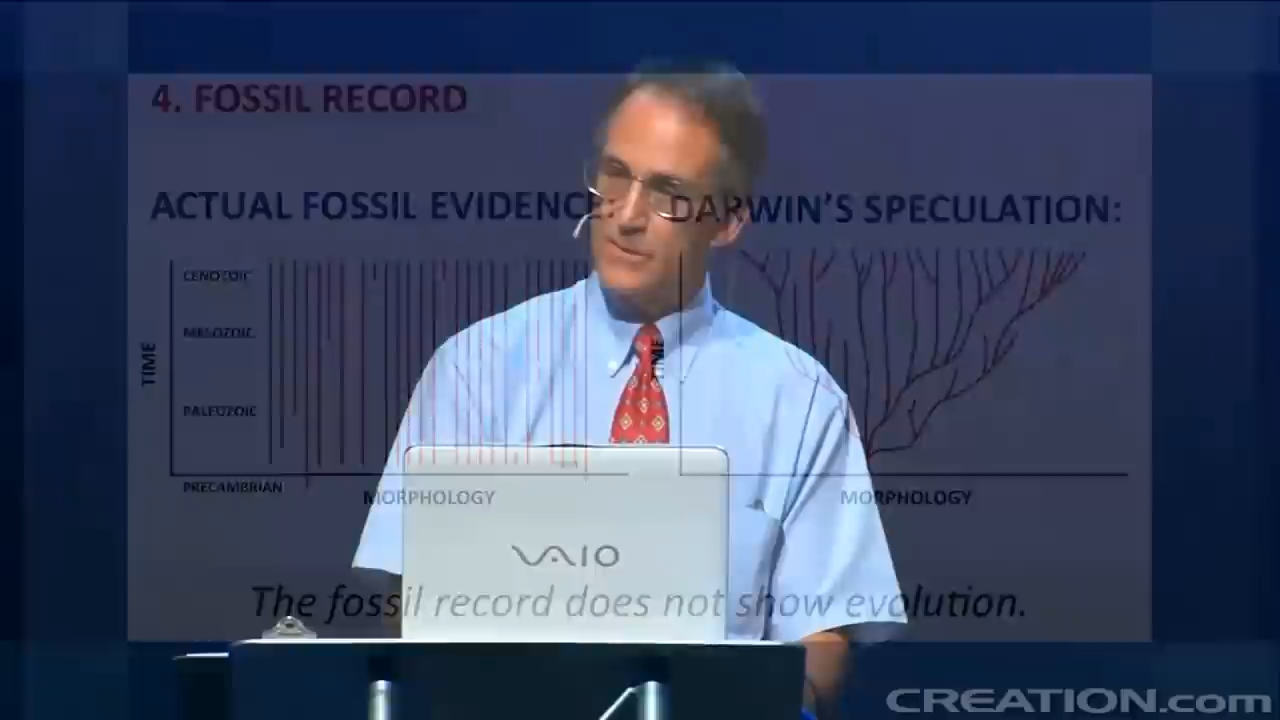 4. FOSSIL RECORD
ACTUAL FOSSIL EVIDENCE:
DARWIN'S SPECULATION:
CENOZOIC
MESOZOIC
PALEOZOIC
PRECAMBRIAN
TIME
MORPHOLOGY
TIME
MORPHOLOGY
VAIO
The fossil record does not show evolution.
CREATION.com